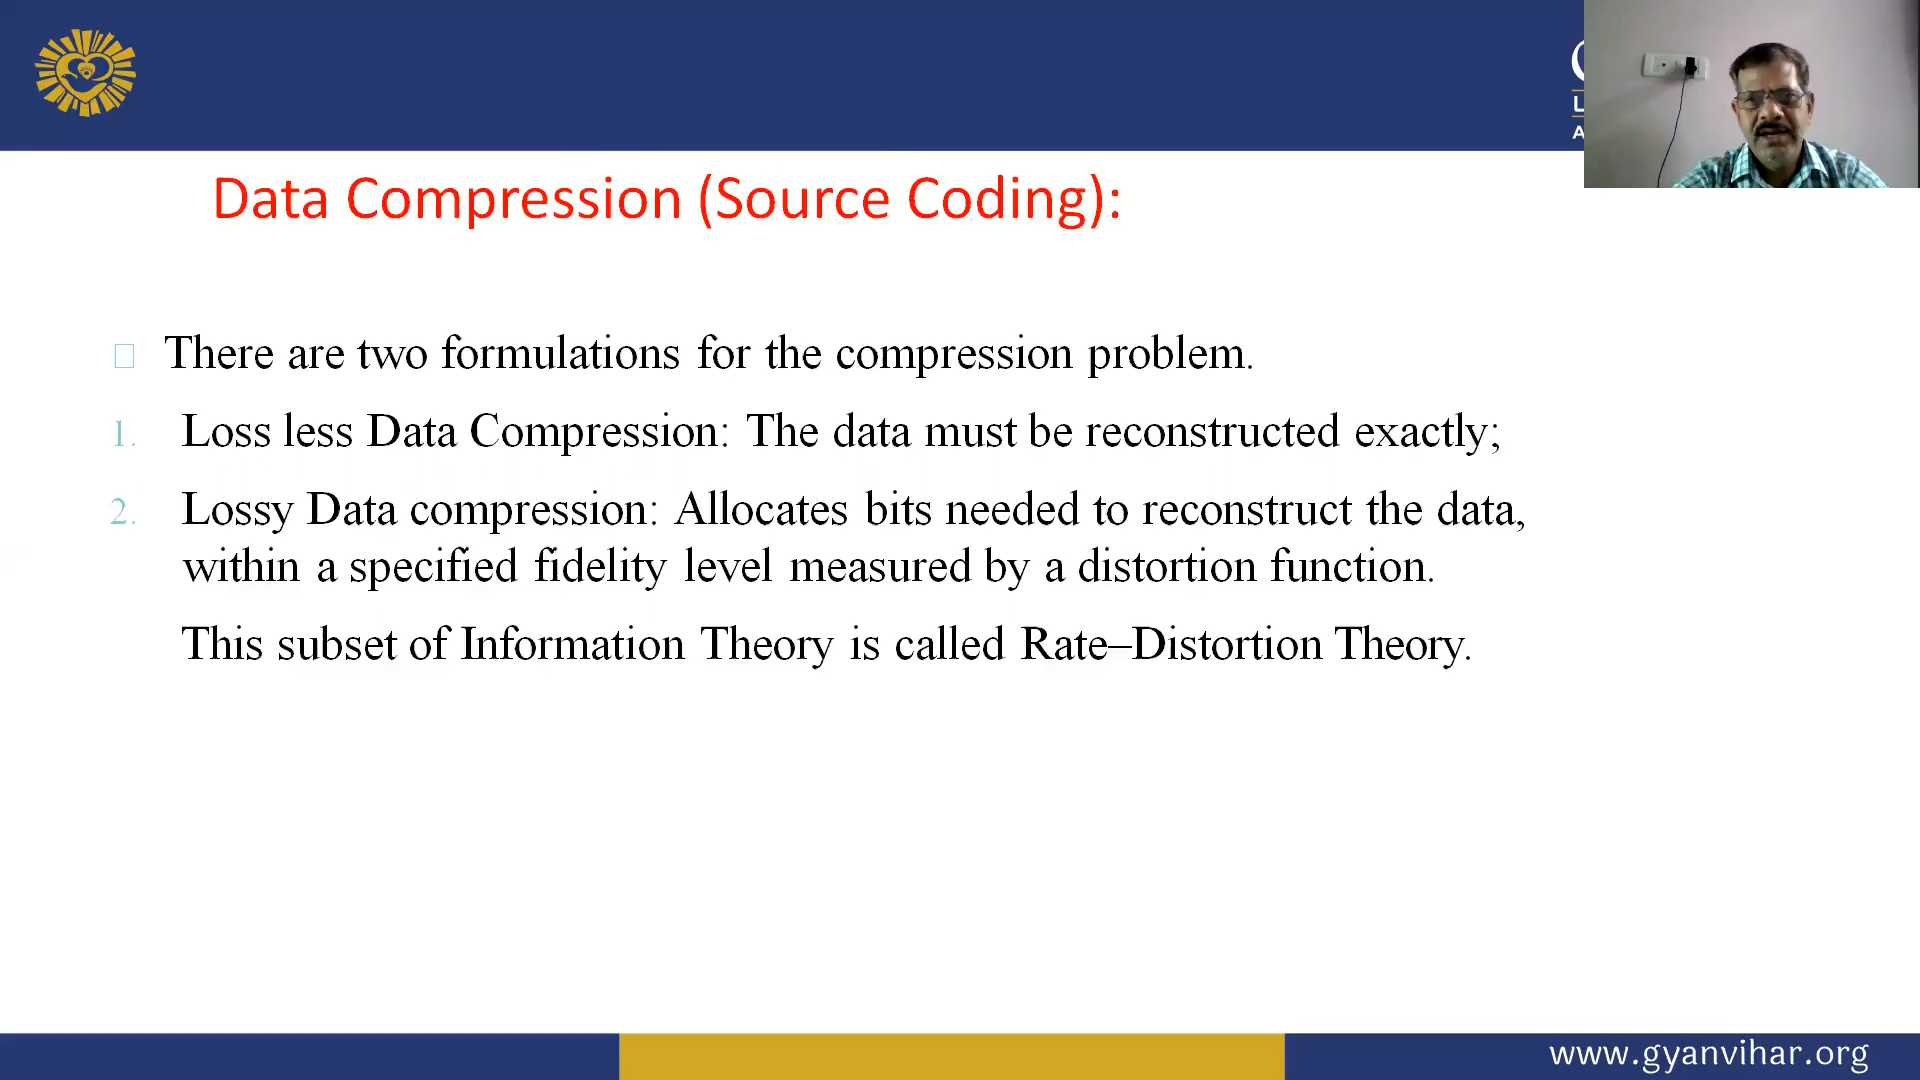 Data Compression (Source Coding):
There are two formulations for the compression problem.
1. Loss less Data Compression: The data must be reconstructed exactly;
2. Lossy Data compression: Allocates bits needed to reconstruct the data,
within a specified fidelity level measured by a distortion function.
This subset of Information Theory is called Rate–Distortion Theory.
www.gyanvihar.org